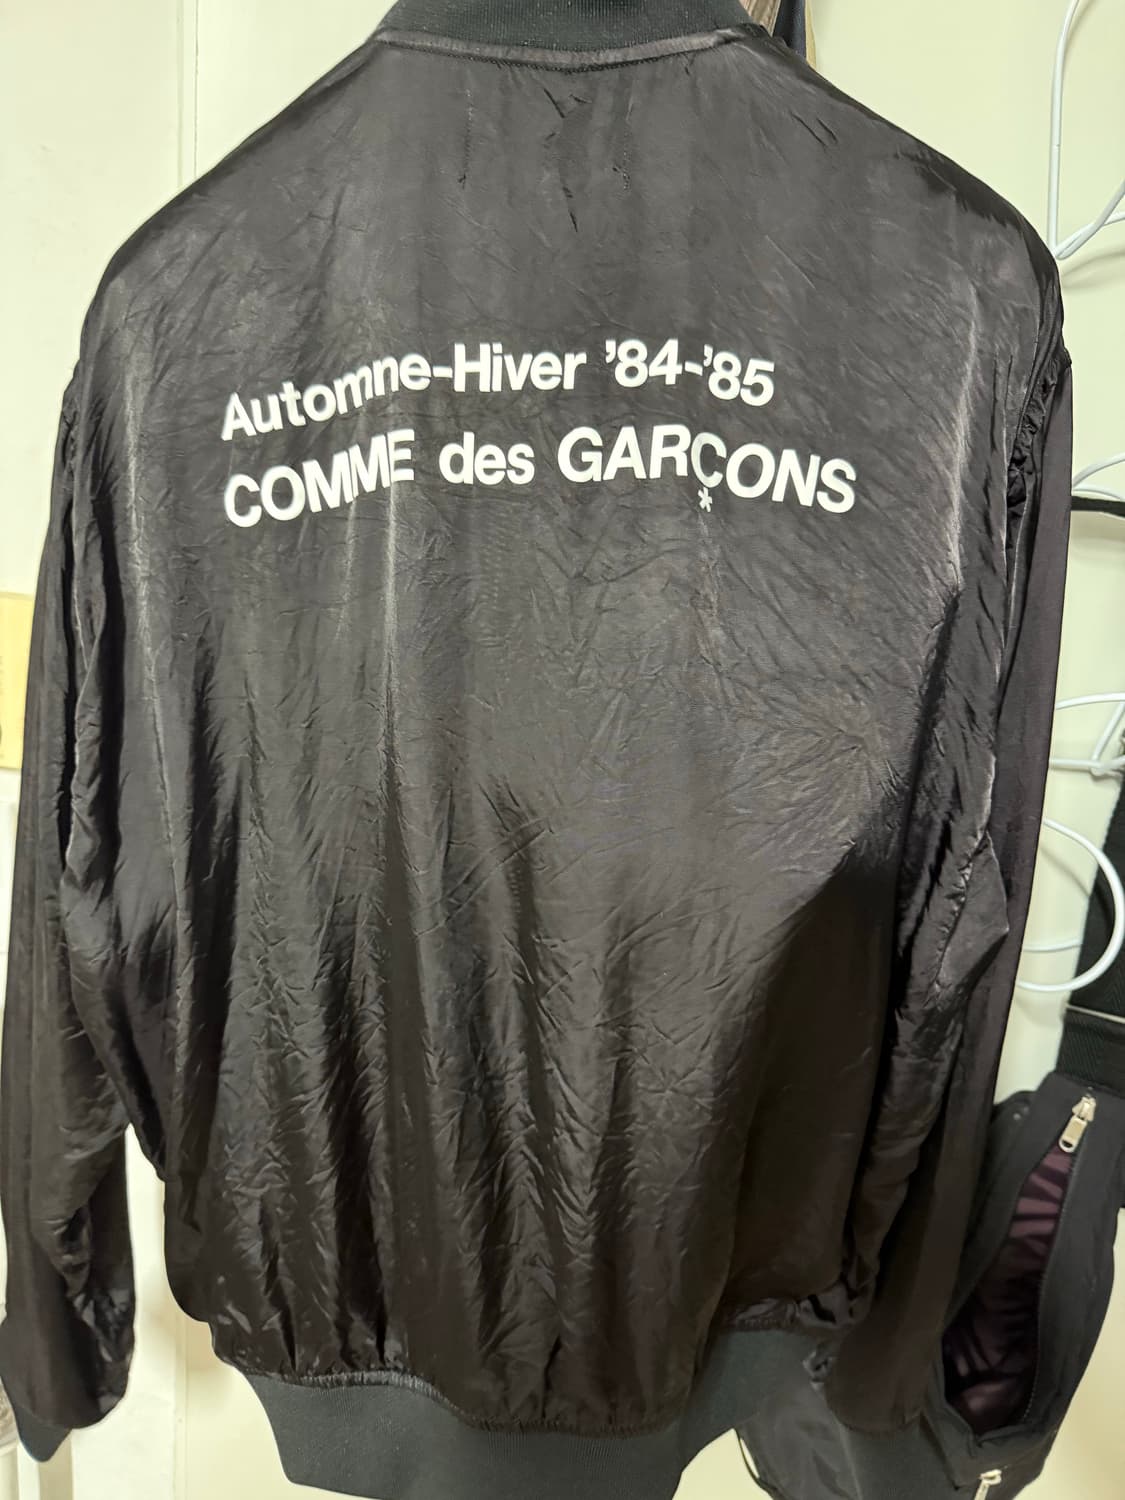 Automne-Hiver '84-'85
COMME des GARÇONS
*